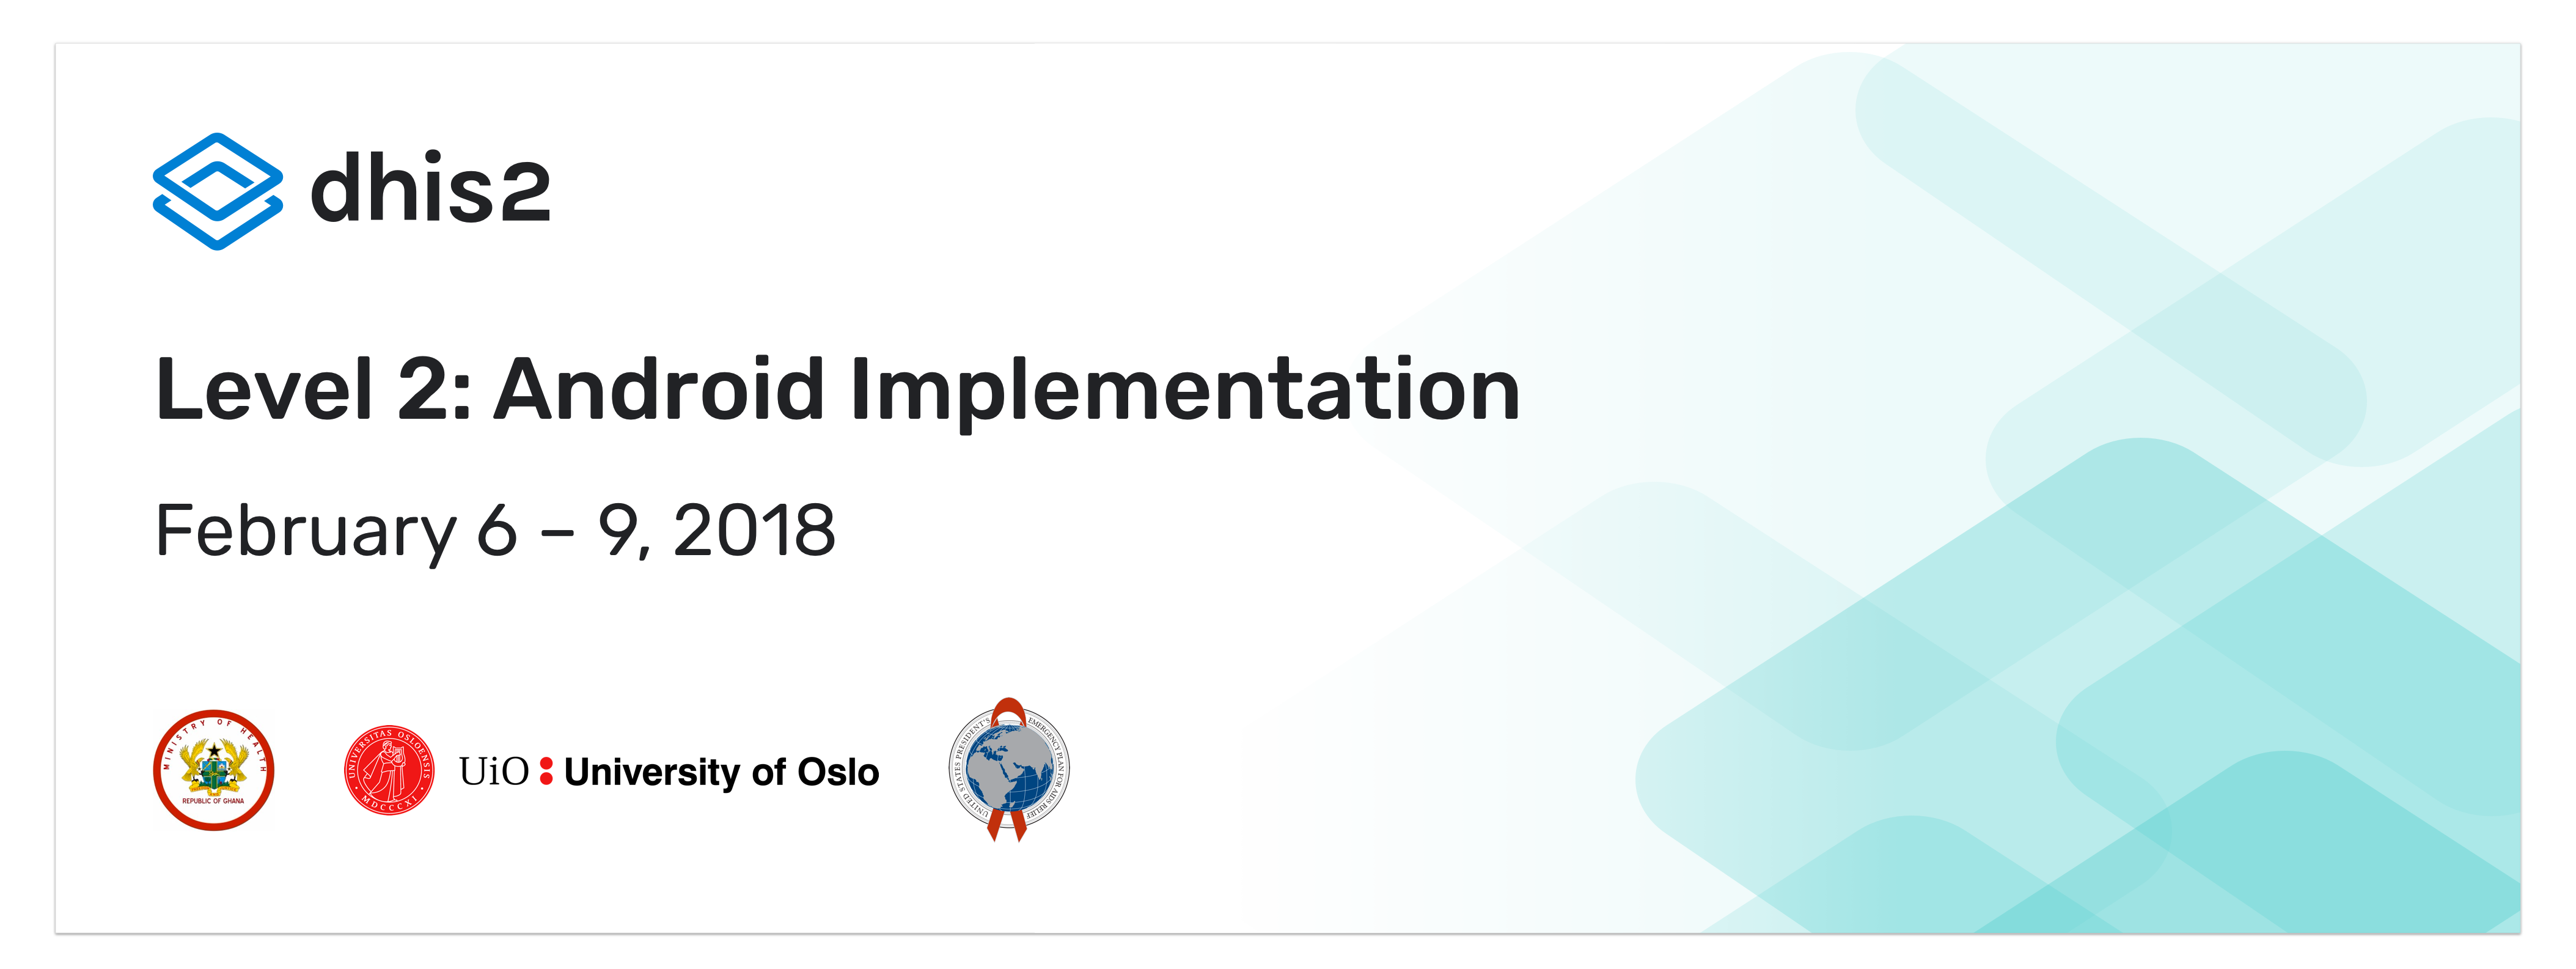 dhis2
Level 2: Android Implementation
February 6 – 9, 2018
MINISTRY OF HEALTH
REPUBLIC OF GHANA
UNIVERSITAS OSLOENSIS
MDCCCXI
UiO : University of Oslo
UNITED STATES PRESIDENT'S EMERGENCY PLAN FOR AIDS RELIEF